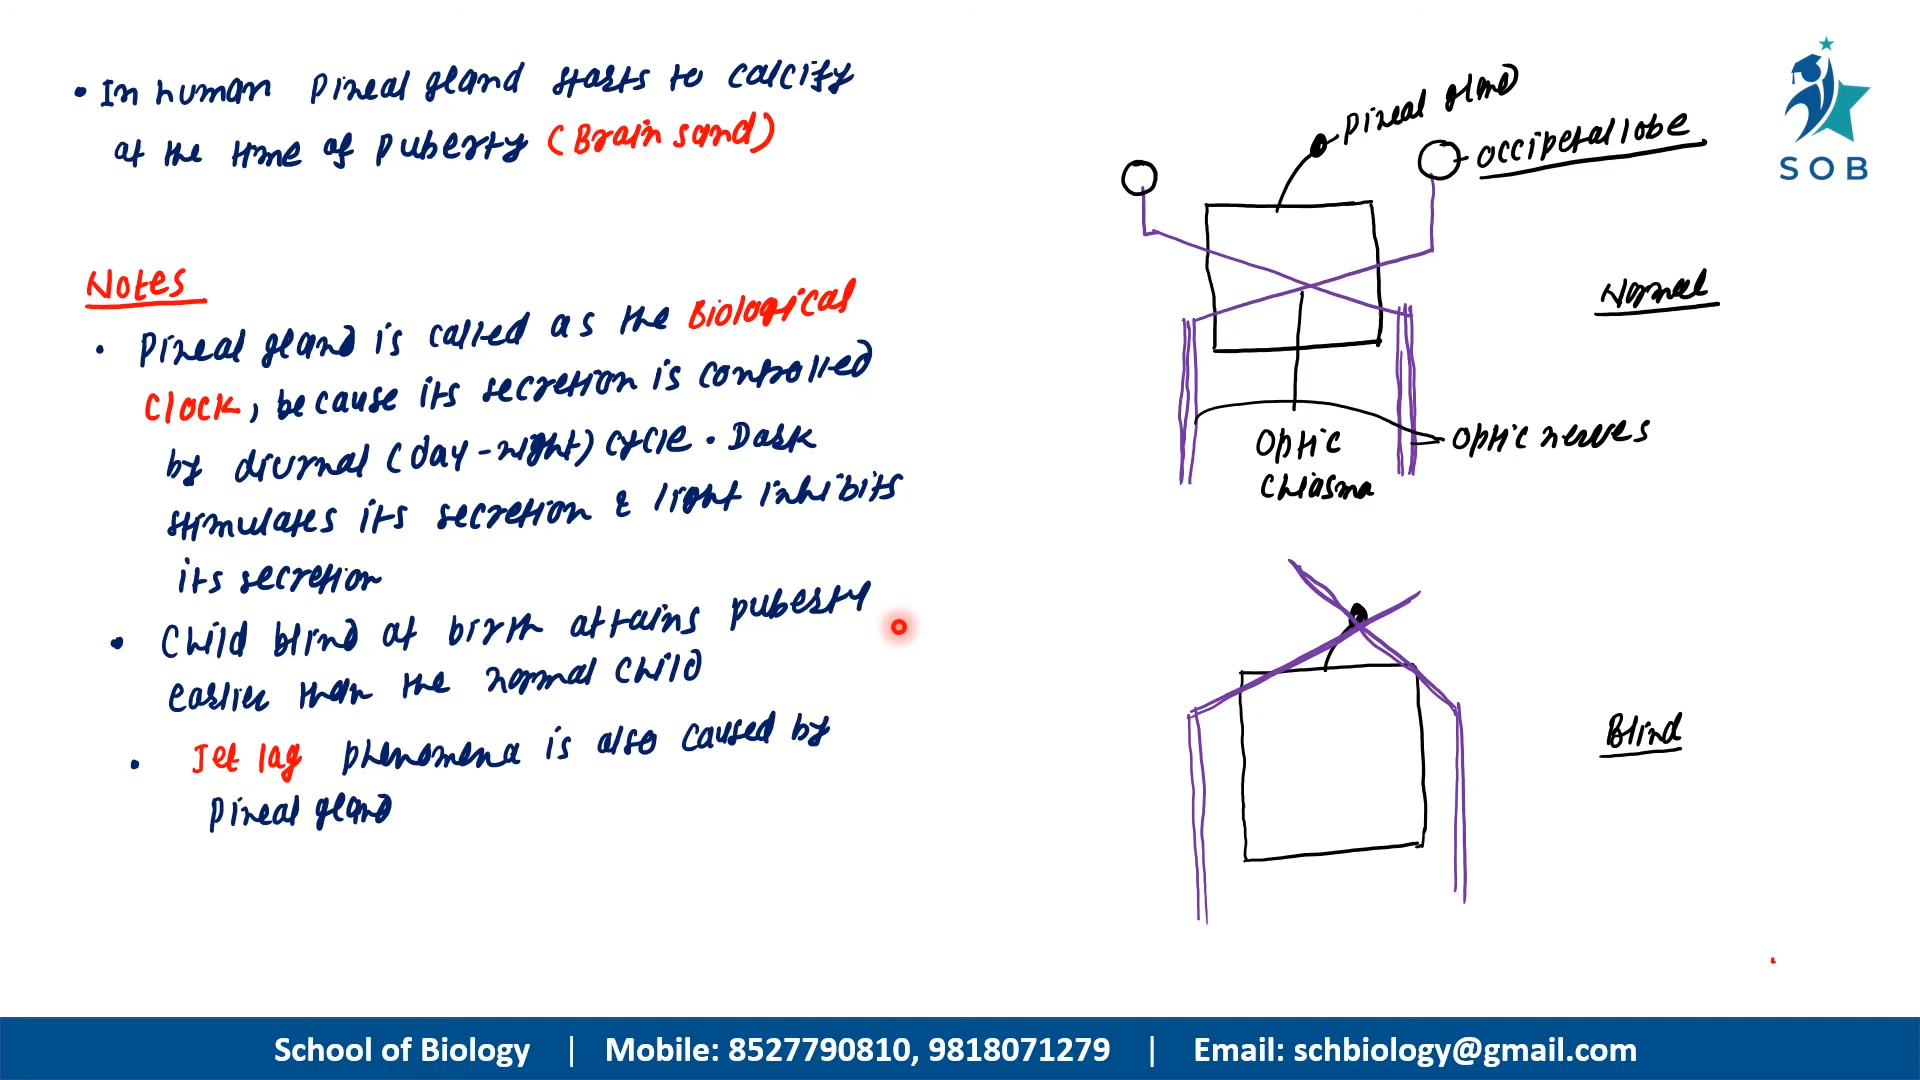 • In human Pineal gland starts to calcify
at the time of puberty (Brain sand)
Notes
• Pineal gland is called as the Biological
Clock, because its secretion is controlled
by diurnal (day-night) cycle. Dark
stimulates its secretion & light inhibits
its secretion
• Child blind at birth attains puberty
earlier than the normal child
• Jet lag phenomena is also caused by
Pineal gland
Pineal gland
occipetal lobe
Normal
Optic
chiasma
Optic nerves
Blind
SOB
School of Biology | Mobile: 8527790810, 9818071279 | Email: schbiology@gmail.com